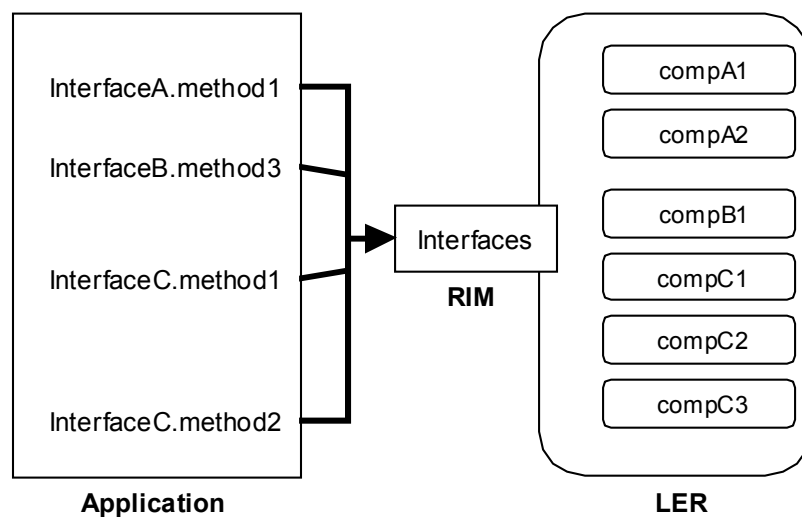 InterfaceA.method1
InterfaceB.method3
InterfaceC.method1
InterfaceC.method2
Application
Interfaces
RIM
compA1
compA2
compB1
compC1
compC2
compC3
LER